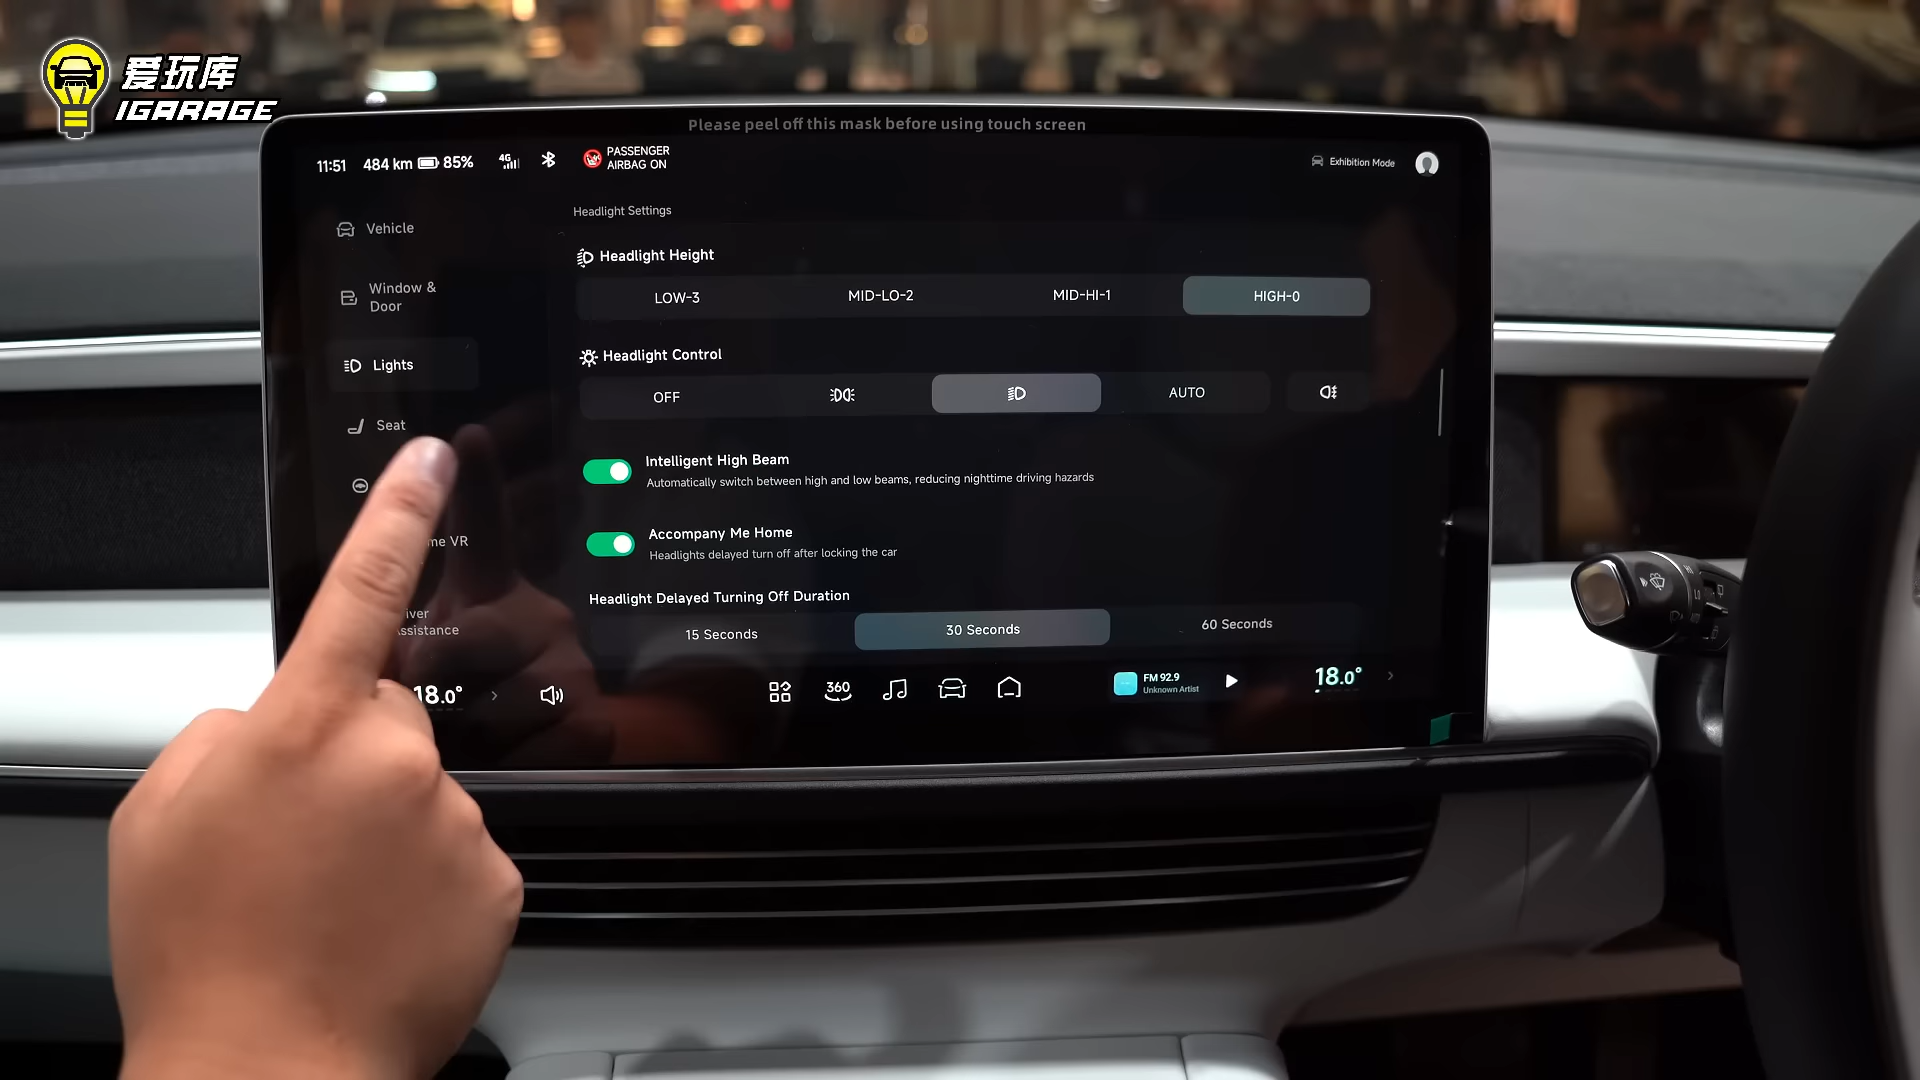 爱玩库
IGARAGE
Please peel off this mask before using touch screen
11:51 484 km 85% 4G
PASSENGER
AIRBAG ON
Exhibition Mode
Headlight Settings
Vehicle
Window &
Door
Lights
Seat
me VR
iver
ssistance
Headlight Height
LOW-3 MID-LO-2 MID-HI-1 HIGH-0
Headlight Control
OFF AUTO
Intelligent High Beam
Automatically switch between high and low beams, reducing nighttime driving hazards
Accompany Me Home
Headlights delayed turn off after locking the car
Headlight Delayed Turning Off Duration
15 Seconds 30 Seconds 60 Seconds
18.0°
360
FM 92.9
Unknown Artist
18.0°